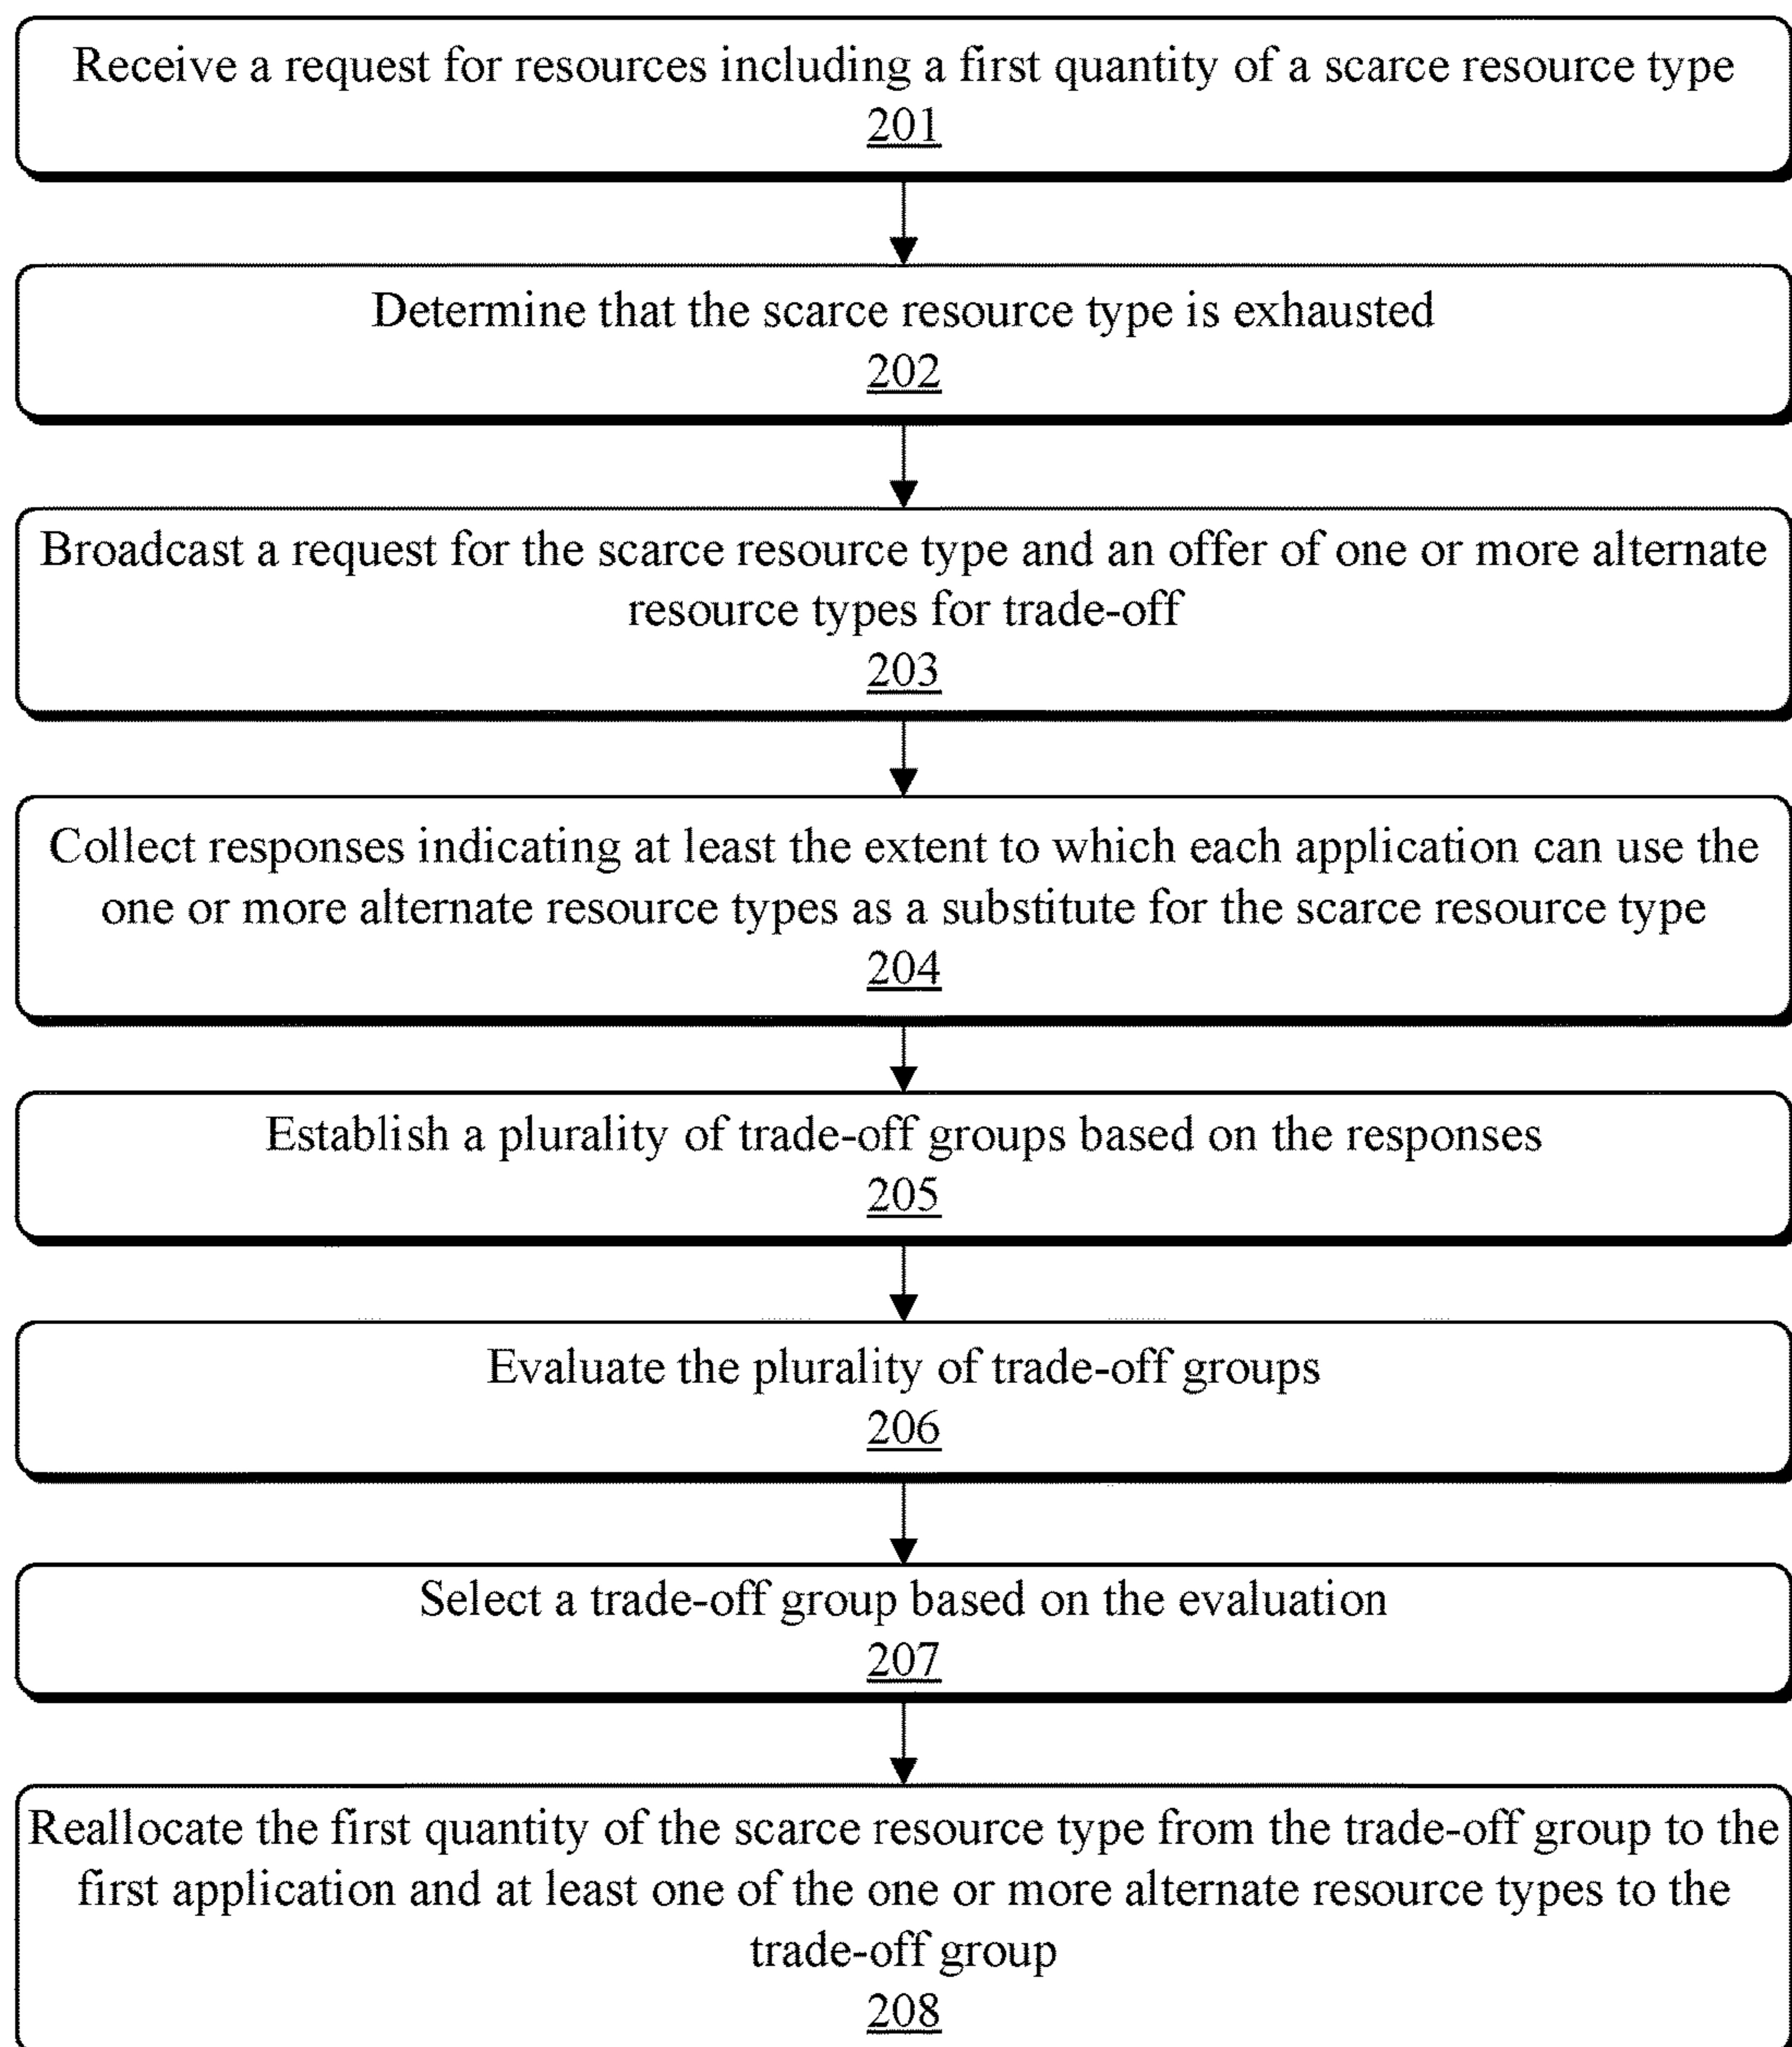 Receive a request for resources including a first quantity of a scarce resource type
201
Determine that the scarce resource type is exhausted
202
Broadcast a request for the scarce resource type and an offer of one or more alternate
resource types for trade-off
203
Collect responses indicating at least the extent to which each application can use the
one or more alternate resource types as a substitute for the scarce resource type
204
Establish a plurality of trade-off groups based on the responses
205
Evaluate the plurality of trade-off groups
206
Select a trade-off group based on the evaluation
207
Reallocate the first quantity of the scarce resource type from the trade-off group to the
first application and at least one of the one or more alternate resource types to the
trade-off group
208